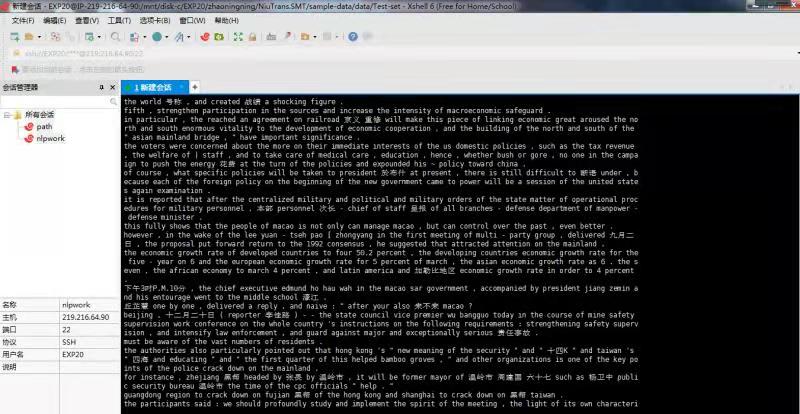 新建会话 - EXP20@IP-219-216-64-90:/mnt/disk-c/EXP20/zhaoningning/NiuTrans.SMT/sample-data/data/Test-set - Xshell 6 (Free for Home/School)
文件(F) 编辑(E) 查看(V) 工具(T) 选项卡(B) 窗口(W) 帮助(H)
ssh://EXP20:****@219.216.64.90:22
会话管理器
1 新建会话
所有会话
path
nlpwork
名称 nlpwork
主机 219.216.64.90
端口 22
协议 SSH
用户名 EXP20
说明
the world 号称 , and created 战绩 a shocking figure .
fifth , strengthen participation in the sources and increase the intensity of macroeconomic safeguard .
in particular , the reached an agreement on railroad 京义 重修 will make this piece of linking economic great aroused the no
rth and south enormous vitality to the development of economic cooperation , and the building of the north and south of the
" asian mainland bridge , " have important significance .
the voters were concerned about the more on their immediate interests of the us domestic policies , such as the tax revenue
, the welfare of ) staff , and to take care of medical care , education , hence , whether bush or gore , no one in the campa
ign to push the energy 花费 at the turn of the policies and expounded his ~ policy toward china .
of course , what specific policies will be taken to president 於布什 at present , there is still difficult to 断语 under , b
ecause each of the foreign policy on the beginning of the new government came to power will be a session of the united state
s again examination .
it is reported that after the centralized military and political and military orders of the state matter of operational proc
edures for military personnel , 本部 personnel 次长 - chief of staff 呈报 of all branches - defense department of manpower -
defense minister .
this fully shows that the people of macao is not only can manage macao , but can control over the past , even better .
however , in the wake of the lee yuan - tseh pao [ zhongyang in the first meeting of multi - party group , delivered 九月二
日 , the proposal put forward return to the 1992 consensus , he suggested that attracted attention on the mainland .
the economic growth rate of developed countries to four 50.2 percent , the developing countries economic growth rate for the
five - year on 6 and the european economic growth rate for 5 percent of march , the asian economic growth rate as 6 . the s
even , the african economy to march 4 percent , and latin america and 加勒比地区 economic growth rate in order to 4 percent
.
下午3时P.M.10分 , the chief executive edmund ho hau wah in the macao sar government , accompanied by president jiang zemin a
nd his entourage went to the middle school 濠江 .
丘芷馨 one by one , delivered a reply , and naive : " after your also 来不来 macao ?
beijing , 十二月二十日 ( reporter 李佳路 ) - - the state council vice premier wu bangguo today in the course of mine safety
supervision work conference on the whole country 's instructions on the following requirements : strengthening safety superv
ision , and intensify law enforcement , and guard against major and exceptionally serious 责任事故 .
must be aware of the vast numbers of residents .
the authorities also particularly pointed out that hong kong 's " new meaning of the security " and " 十四K " and taiwan 's
" 四海 and educating " and " the first quarter of this helped bamboo groves , " and other organizations is one of the key po
ints of the police crack down on the mainland .
for instance , zhejiang 黑帮 headed by 张畏 by 温岭市 , it will be former mayor of 温岭市 周建国 六十七 such as 杨卫中 publi
c security bureau 温岭市 the time of the cpc officials " help . "
guangdong region to crack down on fujian 黑帮 of the hong kong and shanghai to crack down on 黑帮 taiwan .
the participants said : we should profoundly study and implement the spirit of the meeting , the light of its own characteri